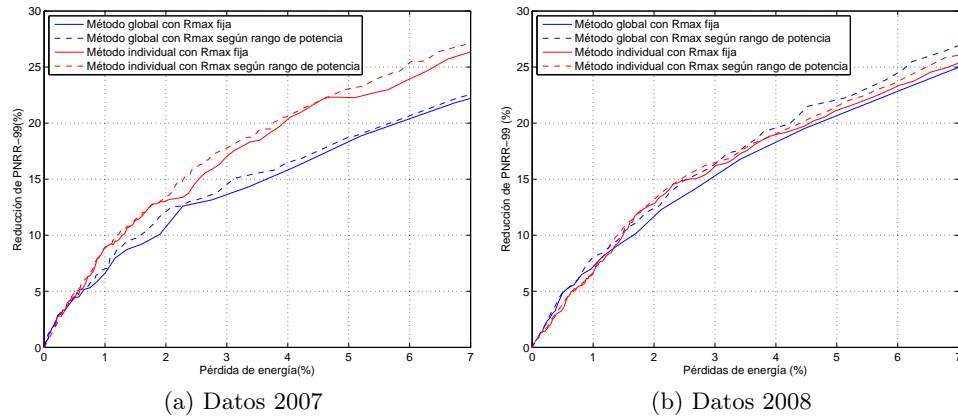 Método global con Rmax fija
Método global con Rmax según rango de potencia
Método individual con Rmax fija
Método individual con Rmax según rango de potencia
Reducción de PNRR−99(%)
30
25
20
15
10
5
0
0 1 2 3 4 5 6 7
Pérdida de energía(%)
(a) Datos 2007
Método global con Rmax fija
Método global con Rmax según rango de potencia
Método individual con Rmax fija
Método individual con Rmax según rango de potencia
Reducción de PNRR−99 (%)
30
25
20
15
10
5
0
0 1 2 3 4 5 6 7
Pérdidas de energía (%)
(b) Datos 2008